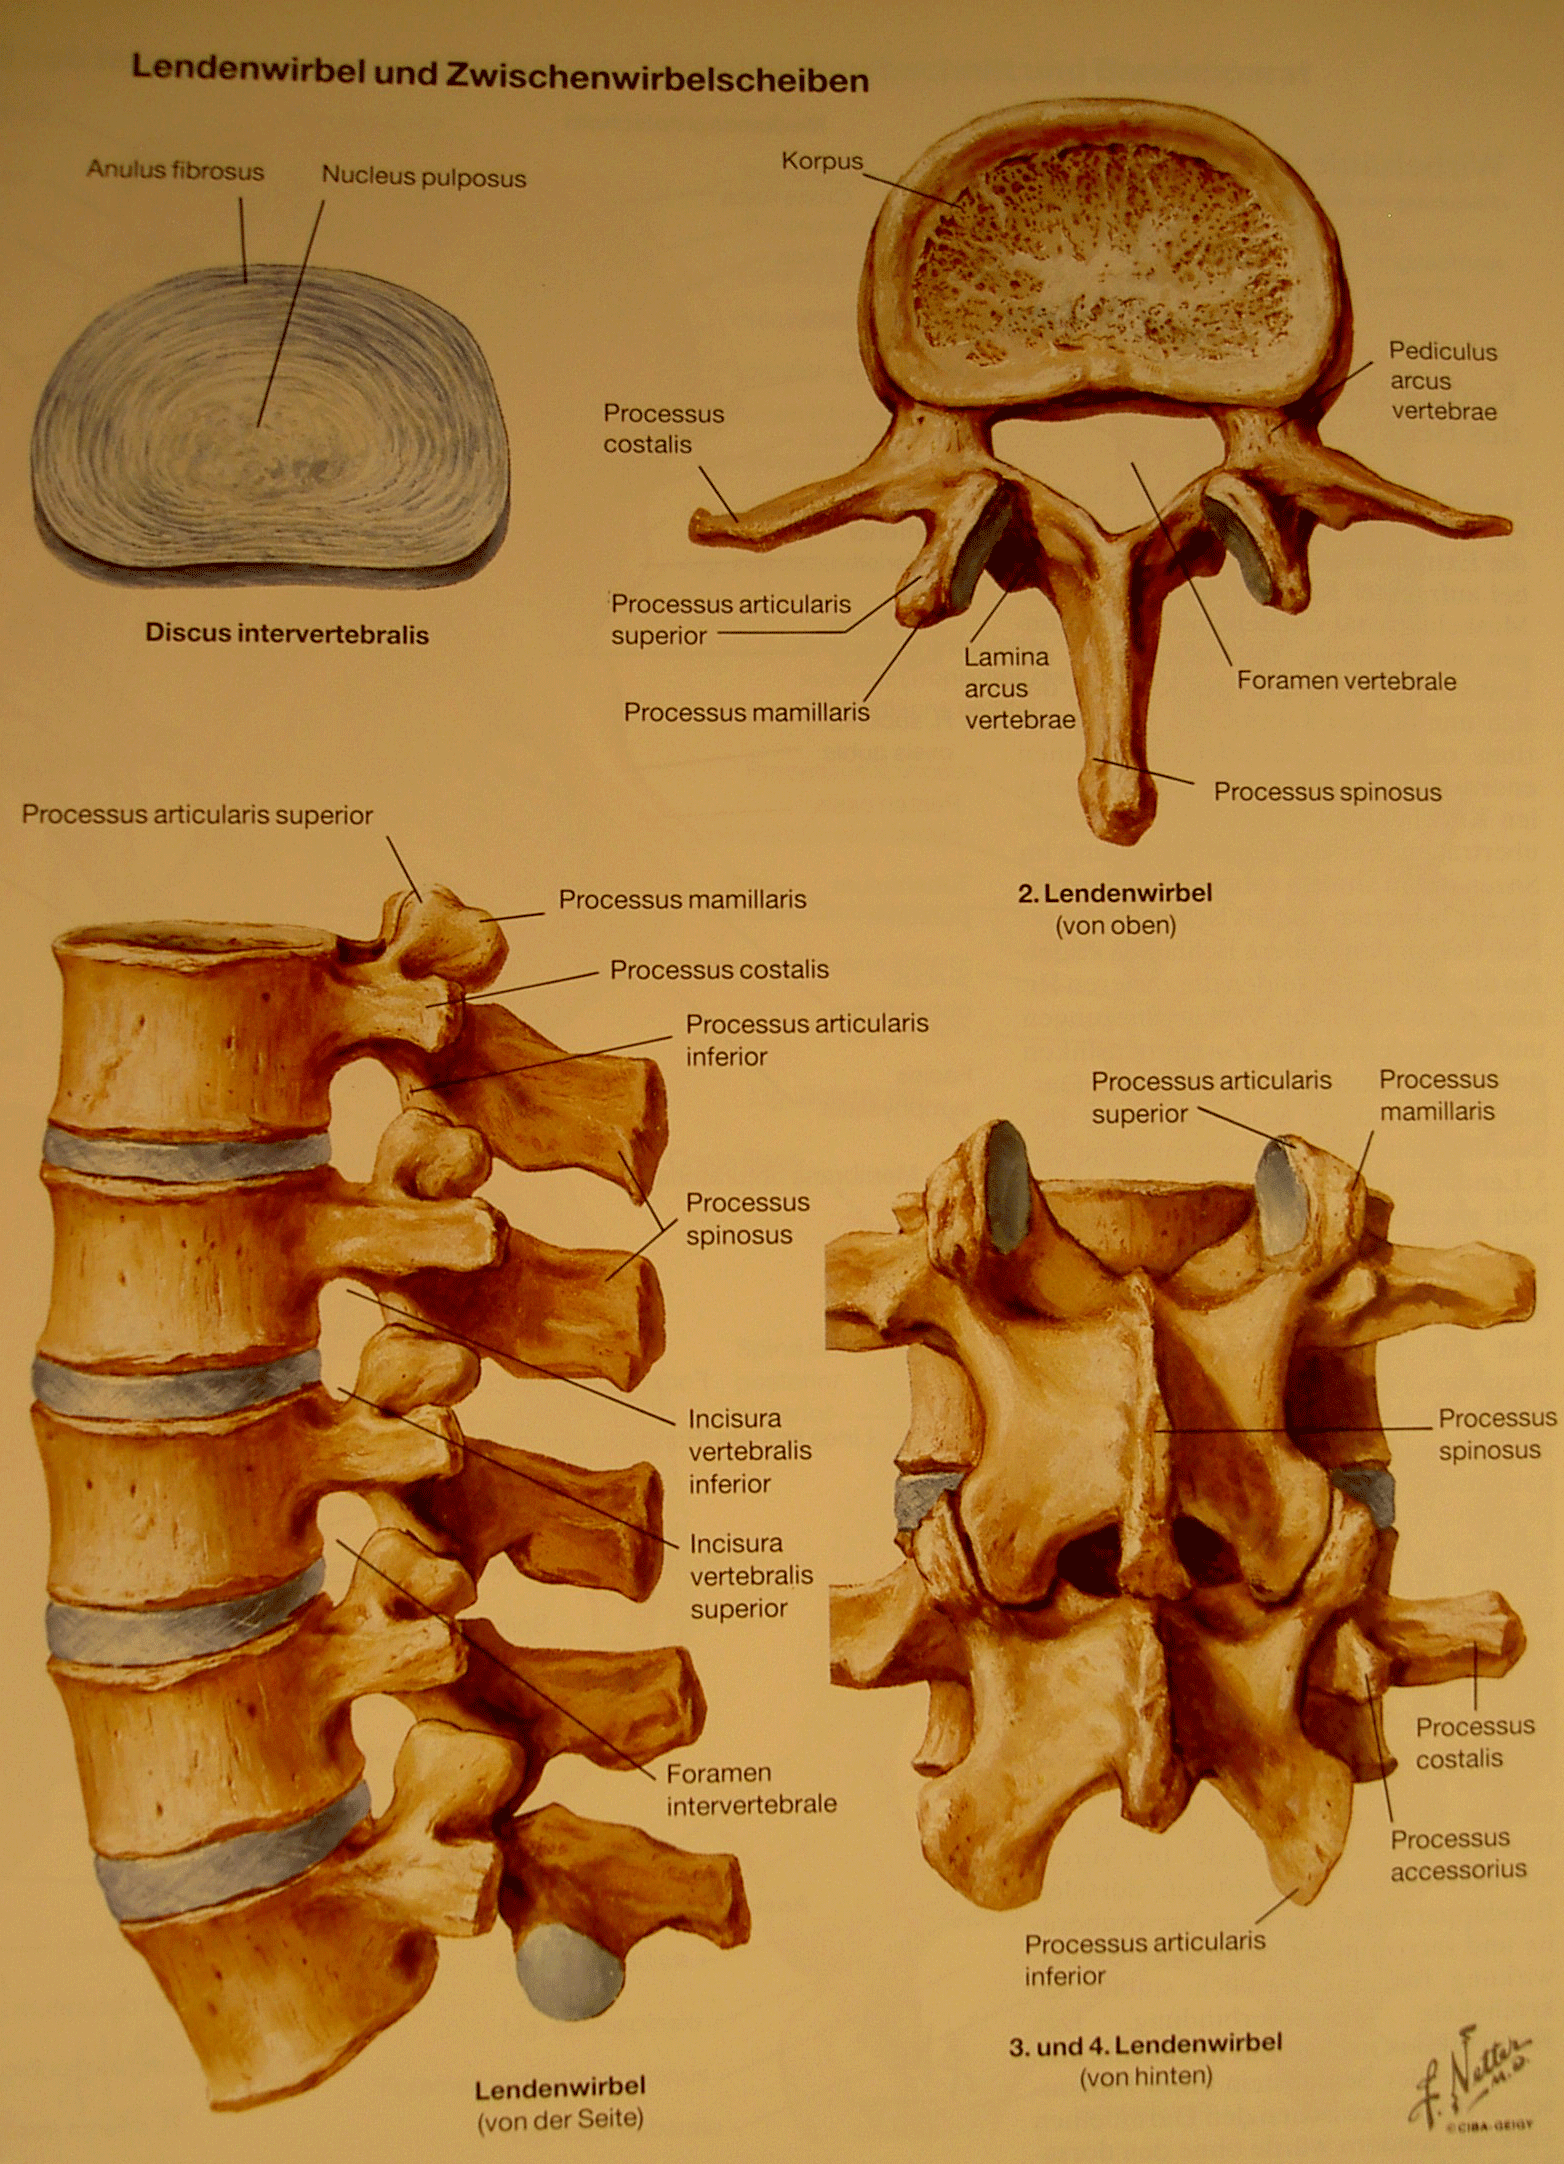 Lendenwirbel und Zwischenwirbelscheiben
Anulus fibrosus
Nucleus pulposus
Discus intervertebralis
Korpus
Pediculus
arcus
vertebrae
Processus
costalis
Processus articularis
superior
Processus mamillaris
Lamina
arcus
vertebrae
Foramen vertebrale
Processus spinosus
2. Lendenwirbel
(von oben)
Processus articularis superior
Processus mamillaris
Processus costalis
Processus articularis
inferior
Processus
spinosus
Incisura
vertebralis
inferior
Incisura
vertebralis
superior
Foramen
intervertebrale
Lendenwirbel
(von der Seite)
Processus articularis
superior
Processus
mamillaris
Processus
spinosus
Processus
costalis
Processus
accessorius
Processus articularis
inferior
3. und 4. Lendenwirbel
(von hinten)
F. Netter
M.D.
© CIBA-GEIGY